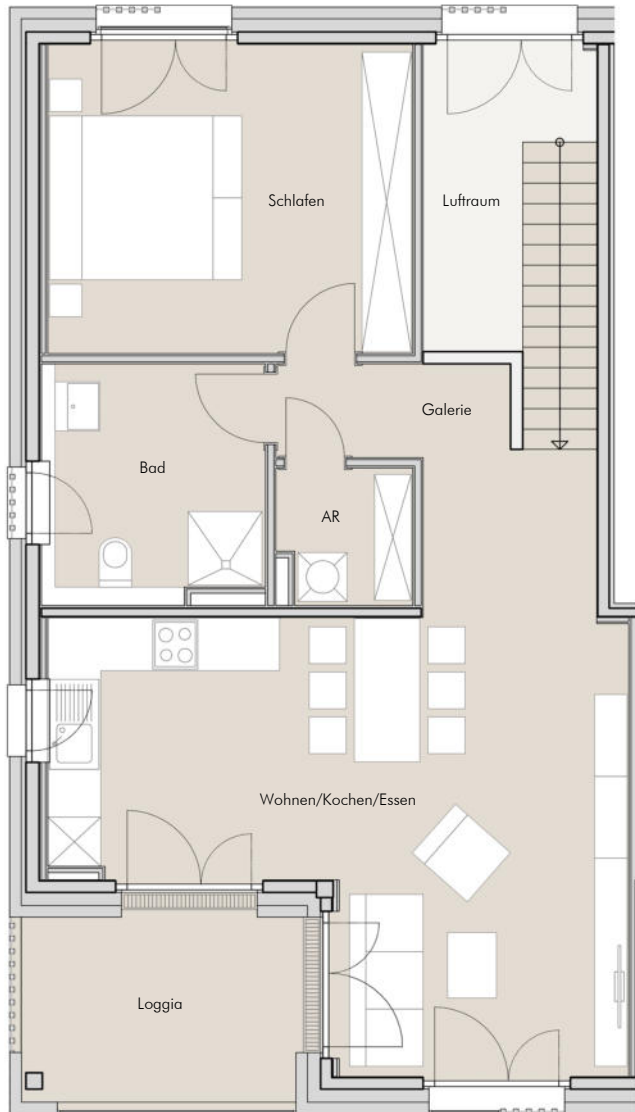 Schlafen
Luftraum
Galerie
Bad
AR
Wohnen/Kochen/Essen
Loggia